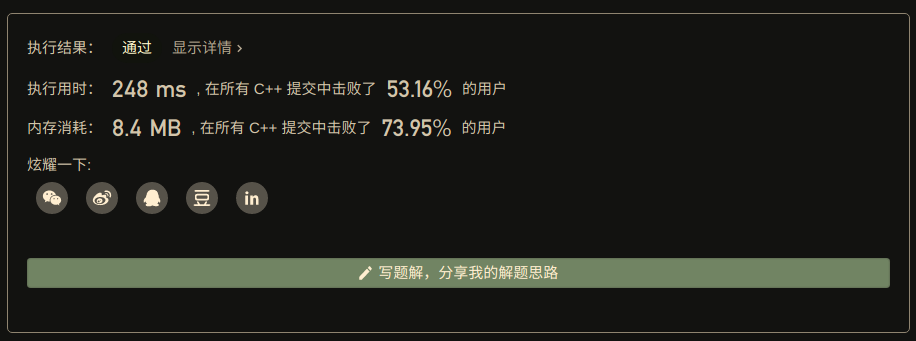 执行结果： 通过 显示详情 ›
执行用时： 248 ms , 在所有 C++ 提交中击败了 53.16% 的用户
内存消耗： 8.4 MB , 在所有 C++ 提交中击败了 73.95% 的用户
炫耀一下:
豆 in
写题解，分享我的解题思路